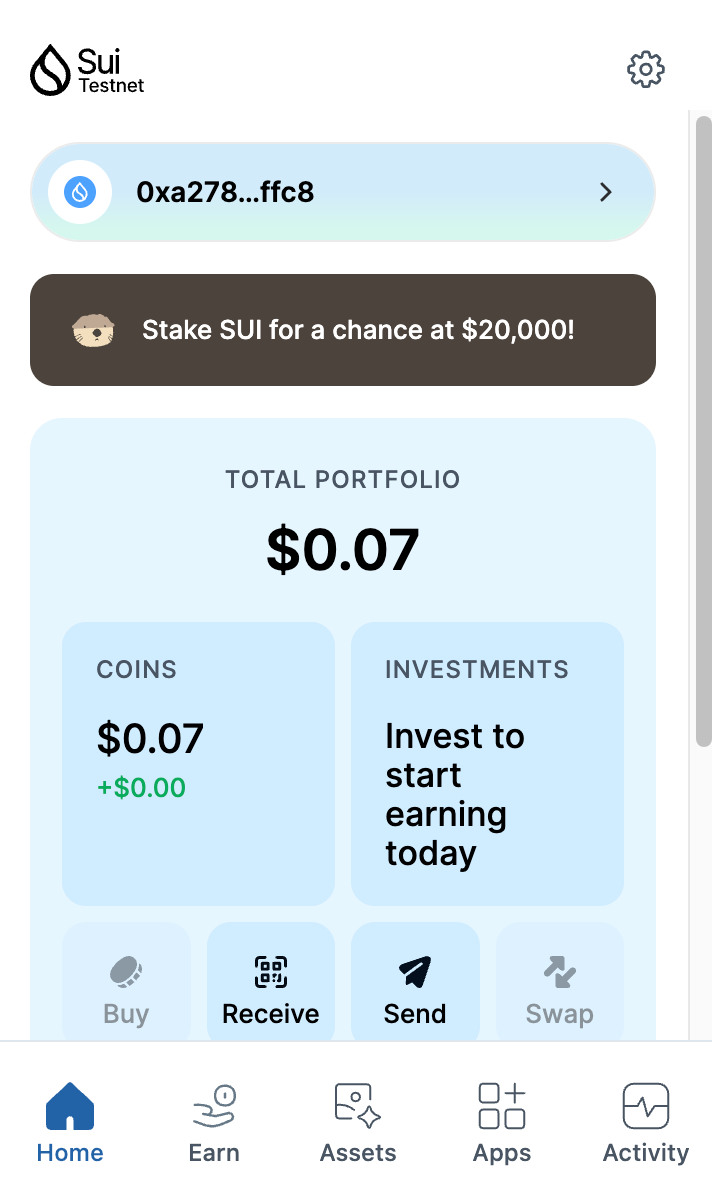 Sui
Testnet
0xa278...ffc8
Stake SUI for a chance at $20,000!
TOTAL PORTFOLIO
$0.07
COINS
$0.07
+$0.00
INVESTMENTS
Invest to
start
earning
today
Buy
Receive
Send
Swap
Home
Earn
Assets
Apps
Activity